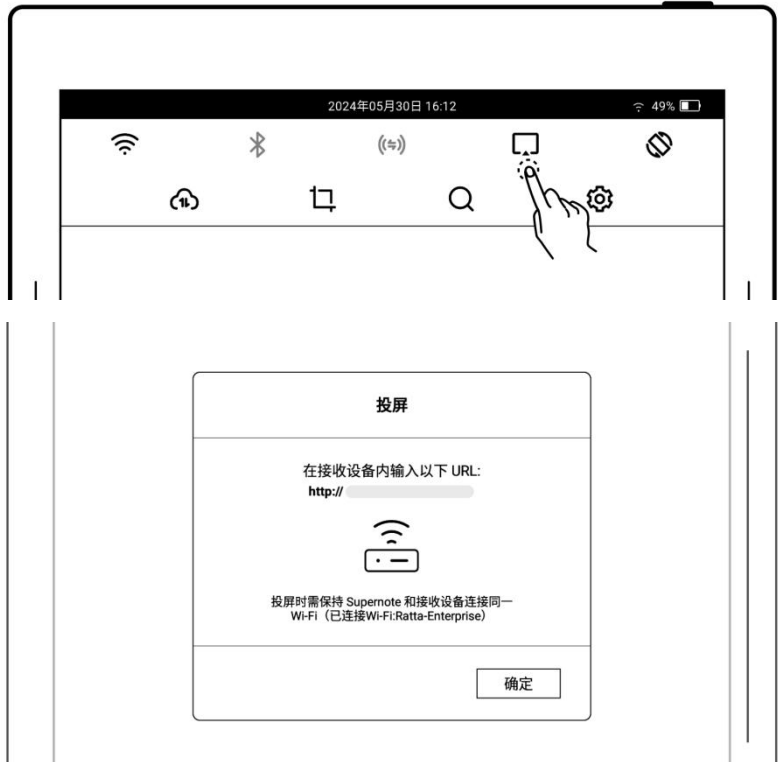 2024年05月30日 16:12 49%
投屏
在接收设备内输入以下 URL:
http://
投屏时需保持 Supernote 和接收设备连接同一
Wi-Fi（已连接Wi-Fi:Ratta-Enterprise）
确定